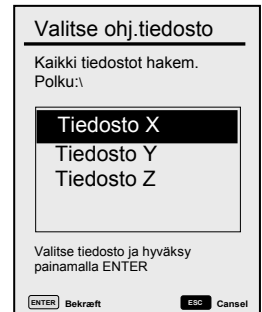 Valitse ohj.tiedosto
Kaikki tiedostot hakem.
Polku:\
Tiedosto X
Tiedosto Y
Tiedosto Z
Valitse tiedosto ja hyväksy
painamalla ENTER
ENTER Bekræft ESC Cansel